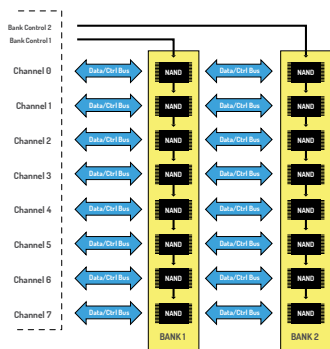 Bank Control 2
Bank Control 1
Channel 0 Data/Ctrl Bus NAND Data/Ctrl Bus NAND
Channel 1 Data/Ctrl Bus NAND Data/Ctrl Bus NAND
Channel 2 Data/Ctrl Bus NAND Data/Ctrl Bus NAND
Channel 3 Data/Ctrl Bus NAND Data/Ctrl Bus NAND
Channel 4 Data/Ctrl Bus NAND Data/Ctrl Bus NAND
Channel 5 Data/Ctrl Bus NAND Data/Ctrl Bus NAND
Channel 6 Data/Ctrl Bus NAND Data/Ctrl Bus NAND
Channel 7 Data/Ctrl Bus NAND Data/Ctrl Bus NAND
BANK 1 BANK 2